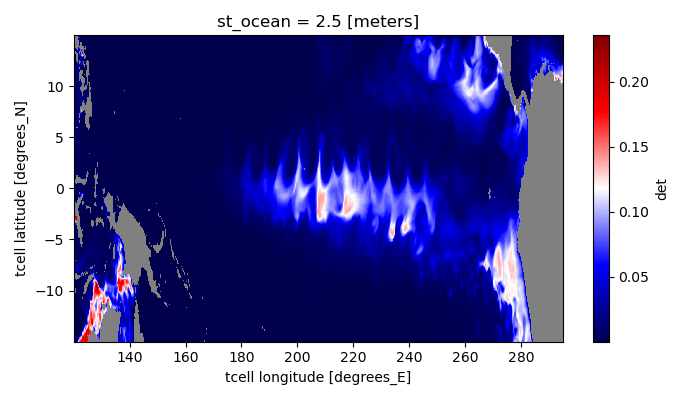 st_ocean = 2.5 [meters]
tcell latitude [degrees_N]
10
5
0
−5
−10
140 160 180 200 220 240 260 280
tcell longitude [degrees_E]
0.20
0.15
0.10
0.05
det